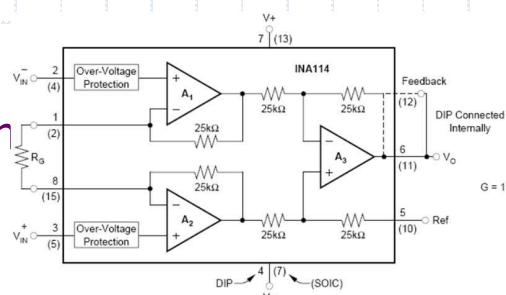 V+
7 (13)
INA114
2
V⁻IN
(4)
Over-Voltage
Protection
+
A1
−
25kΩ
25kΩ
Feedback
(12)
DIP Connected
Internally
1
(2)
25kΩ
RG
−
A3
+
6
(11)
VO
G = 1
8
(15)
25kΩ
−
A2
+
5
(10)
Ref
3
V⁺IN
(5)
Over-Voltage
Protection
25kΩ
25kΩ
DIP
4 (7)
(SOIC)